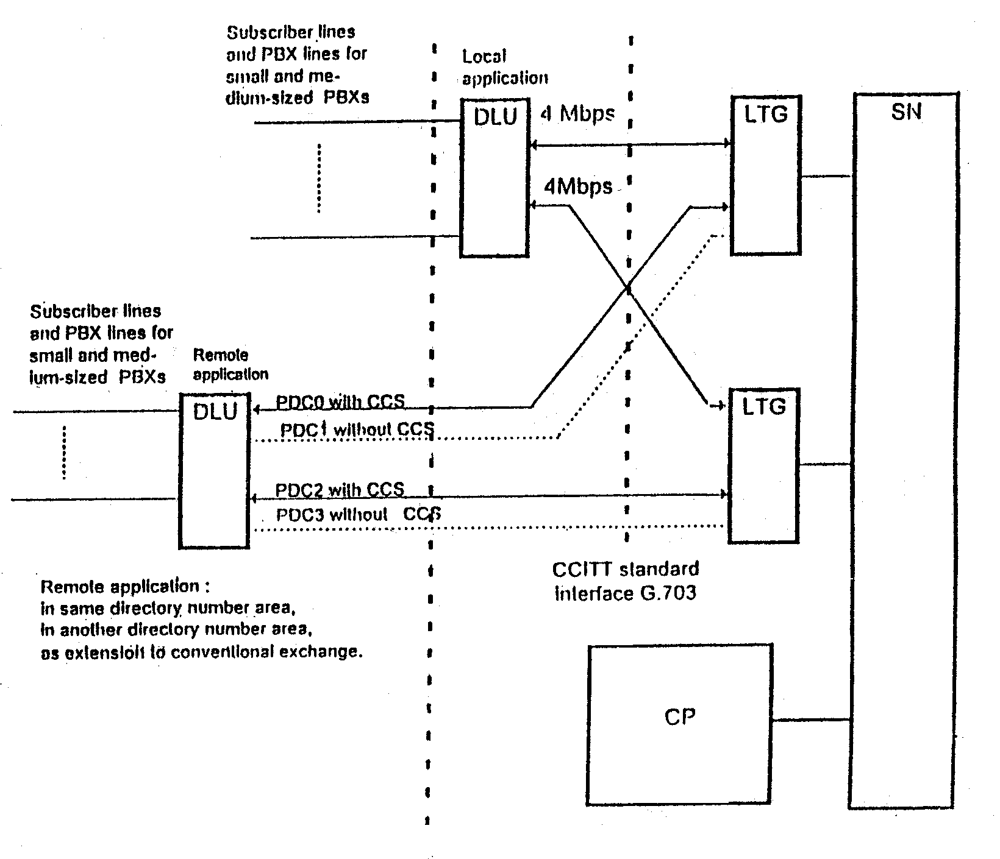 Subscriber lines
and PBX lines for
small and me-
dium-sized PBXs
Local
application
DLU
4 Mbps
4Mbps
LTG
SN
Subscriber lines
and PBX lines for
small and med-
ium-sized PBXs
Remote
application
DLU
PDC0 with CCS
PDC1 without CCS
PDC2 with CCS
PDC3 without CCS
LTG
CCITT standard
Interface G.703
Remote application :
in same directory number area,
in another directory number area,
as extension to conventional exchange.
CP